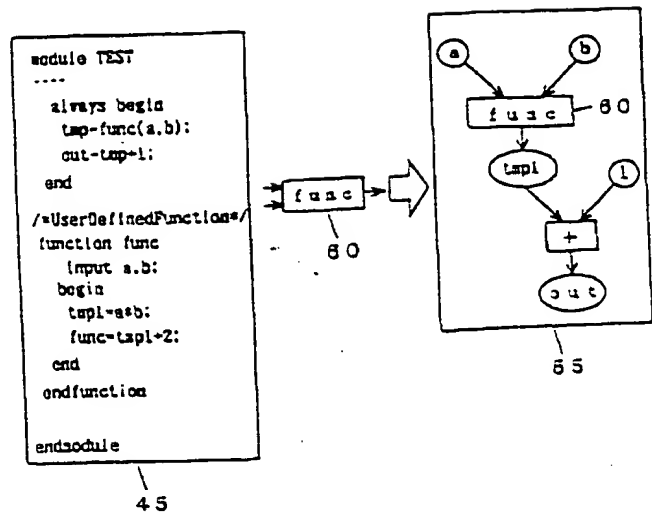 module TEST
----
always begin
tmp=func(a,b);
out=tmp+1;
end
/*UserDefinedFunction*/
function func
input a,b;
begin
tmp1=a*b;
func=tmp1+2;
end
endfunction
endmodule
45
func
60
a
b
func
60
tmp1
1
+
out
65